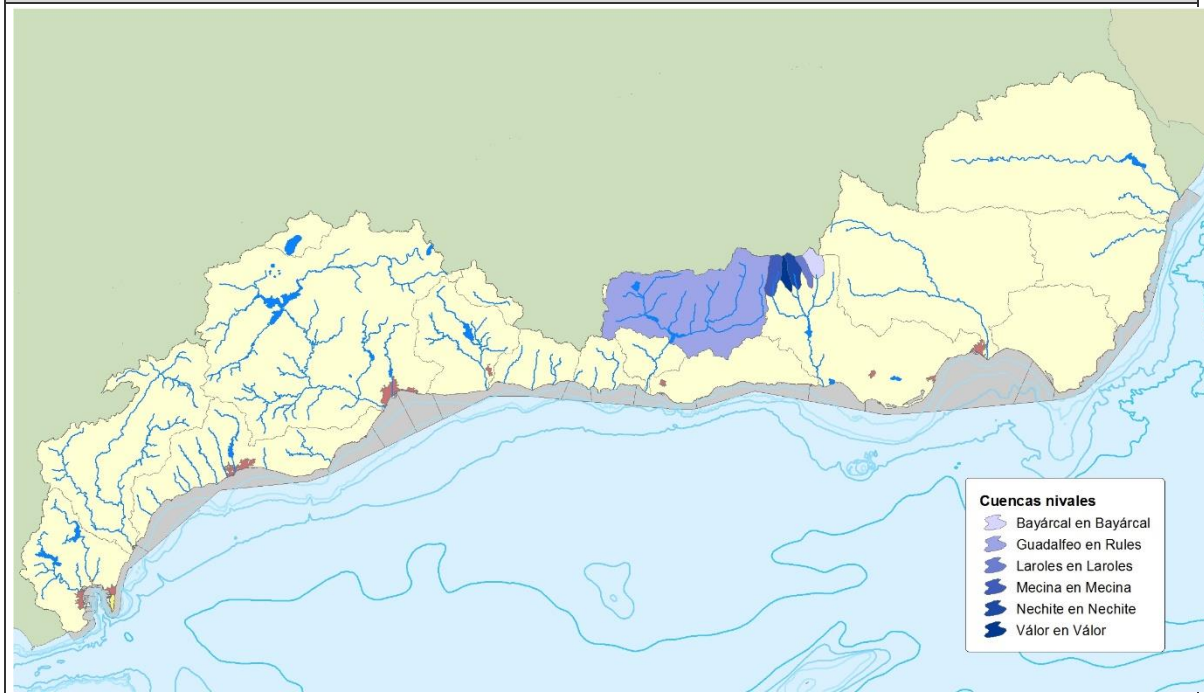 Cuencas nivales
Bayárcal en Bayárcal
Guadalfeo en Rules
Laroles en Laroles
Mecina en Mecina
Nechite en Nechite
Válor en Válor